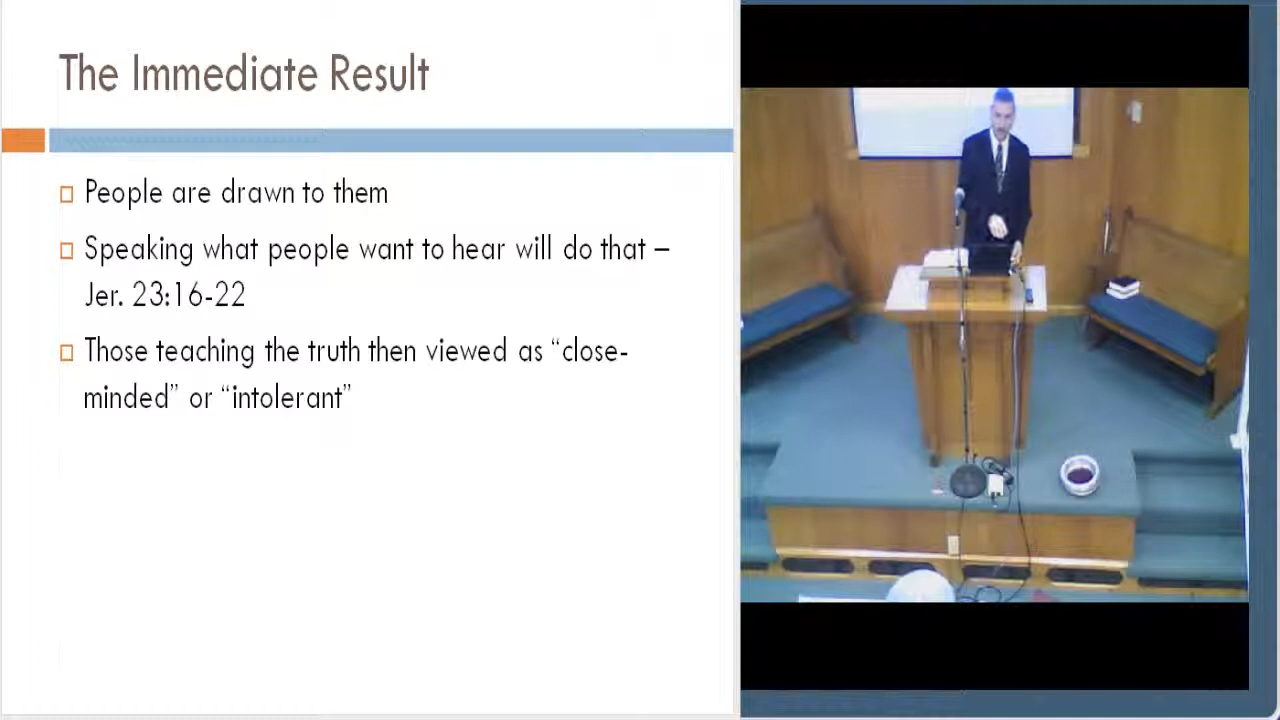 The Immediate Result
People are drawn to them
Speaking what people want to hear will do that –
Jer. 23:16-22
Those teaching the truth then viewed as “close-
minded” or “intolerant”